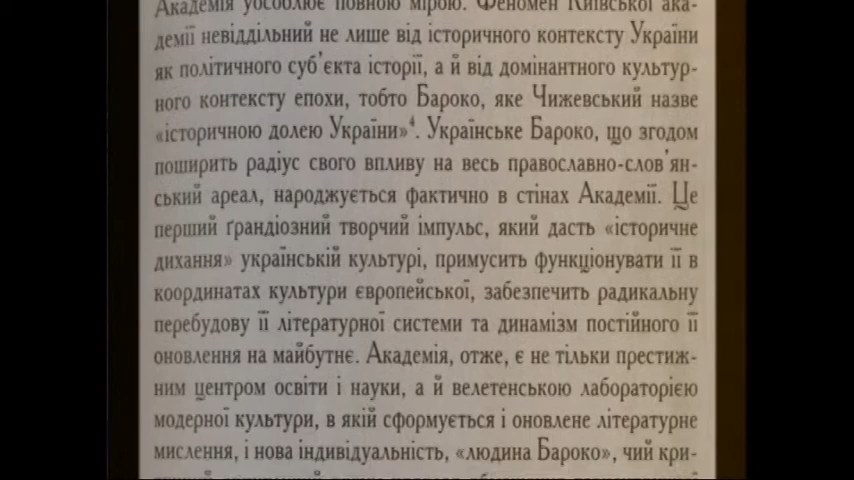 Академія уособлює повною мірою. Феномен Київської ака-
демії невіддільний не лише від історичного контексту України
як політичного суб'єкта історії, а й від домінантного культур-
ного контексту епохи, тобто Бароко, яке Чижевський назве
«історичною долею України»⁴. Українське Бароко, що згодом
поширить радіус свого впливу на весь православно-слов'ян-
ський ареал, народжується фактично в стінах Академії. Це
перший ґрандіозний творчий імпульс, який дасть «історичне
дихання» українській культурі, примусить функціонувати її в
координатах культури європейської, забезпечить радикальну
перебудову її літературної системи та динамізм постійного її
оновлення на майбутнє. Академія, отже, є не тільки престиж-
ним центром освіти і науки, а й велетенською лабораторією
модерної культури, в якій сформується і оновлене літературне
мислення, і нова індивідуальність, «людина Бароко», чий кри-